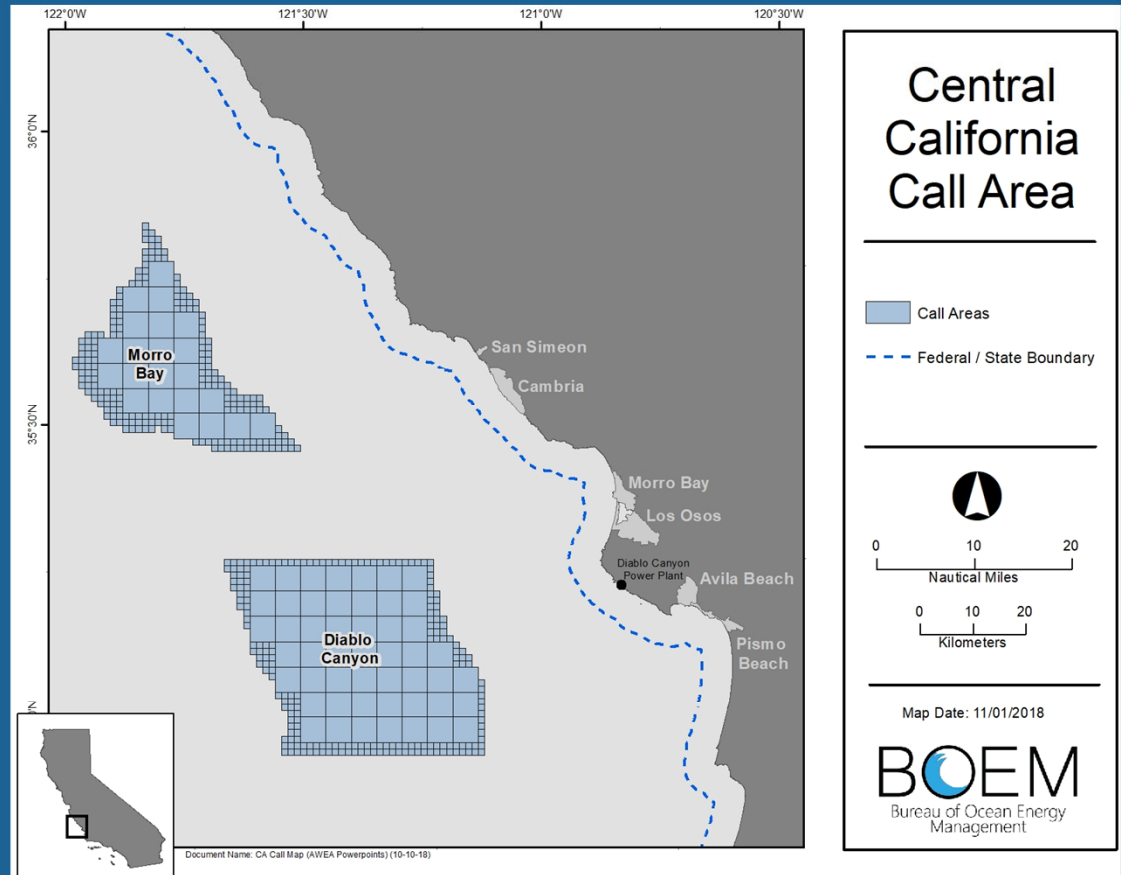 122°0'W
121°30'W
121°0'W
120°30'W
36°0'N
35°30'N
Morro
Bay
San Simeon
Cambria
Morro Bay
Los Osos
Diablo Canyon
Power Plant
Avila Beach
Pismo
Beach
Diablo
Canyon
Document Name: CA Call Map (AWEA Powerpoints) (10-10-18)
Central
California
Call Area
Call Areas
Federal / State Boundary
0 10 20
Nautical Miles
0 10 20
Kilometers
Map Date: 11/01/2018
BOEM
Bureau of Ocean Energy
Management